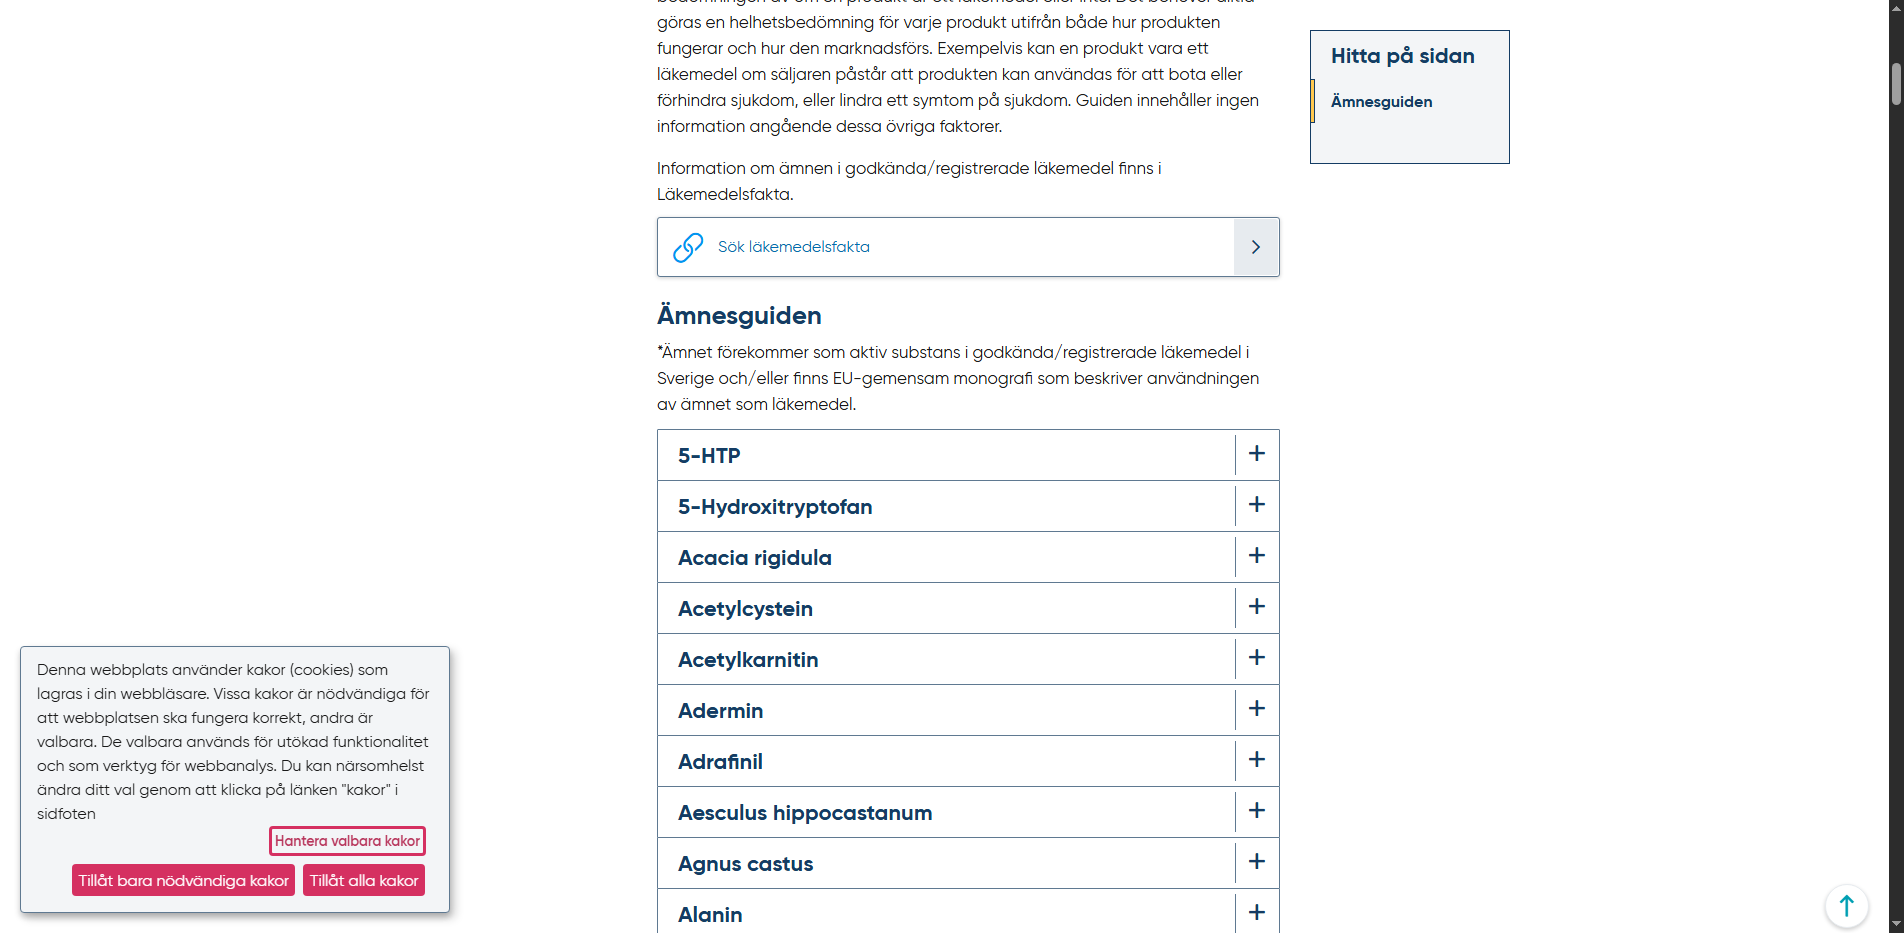 göras en helhetsbedömning för varje produkt utifrån både hur produkten
fungerar och hur den marknadsförs. Exempelvis kan en produkt vara ett
läkemedel om säljaren påstår att produkten kan användas för att bota eller
förhindra sjukdom, eller lindra ett symtom på sjukdom. Guiden innehåller ingen
information angående dessa övriga faktorer.
Information om ämnen i godkända/registrerade läkemedel finns i
Läkemedelsfakta.
Sök läkemedelsfakta
Ämnesguiden
*Ämnet förekommer som aktiv substans i godkända/registrerade läkemedel i
Sverige och/eller finns EU-gemensam monografi som beskriver användningen
av ämnet som läkemedel.
5-HTP
5-Hydroxitryptofan
Acacia rigidula
Acetylcystein
Acetylkarnitin
Adermin
Adrafinil
Aesculus hippocastanum
Agnus castus
Alanin
Hitta på sidan
Ämnesguiden
Denna webbplats använder kakor (cookies) som
lagras i din webbläsare. Vissa kakor är nödvändiga för
att webbplatsen ska fungera korrekt, andra är
valbara. De valbara används för utökad funktionalitet
och som verktyg för webbanalys. Du kan närsomhelst
ändra ditt val genom att klicka på länken "kakor" i
sidfoten
Hantera valbara kakor
Tillåt bara nödvändiga kakor
Tillåt alla kakor